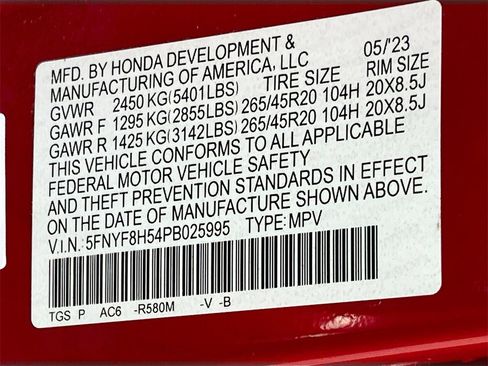 MFD. BY HONDA DEVELOPMENT & 05/'23
MANUFACTURING OF AMERICA, LLC
GVWR 2450 KG(5401LBS) TIRE SIZE RIM SIZE
GAWR F 1295 KG(2855LBS) 265/45R20 104H 20X8.5J
GAWR R 1425 KG(3142LBS) 265/45R20 104H 20X8.5J
THIS VEHICLE CONFORMS TO ALL APPLICABLE
FEDERAL MOTOR VEHICLE SAFETY
AND THEFT PREVENTION STANDARDS IN EFFECT
ON THE DATE OF MANUFACTURE SHOWN ABOVE.
V.I.N.: 5FNYF8H54PB025995 TYPE: MPV
TGS P AC6 -R580M -V -B